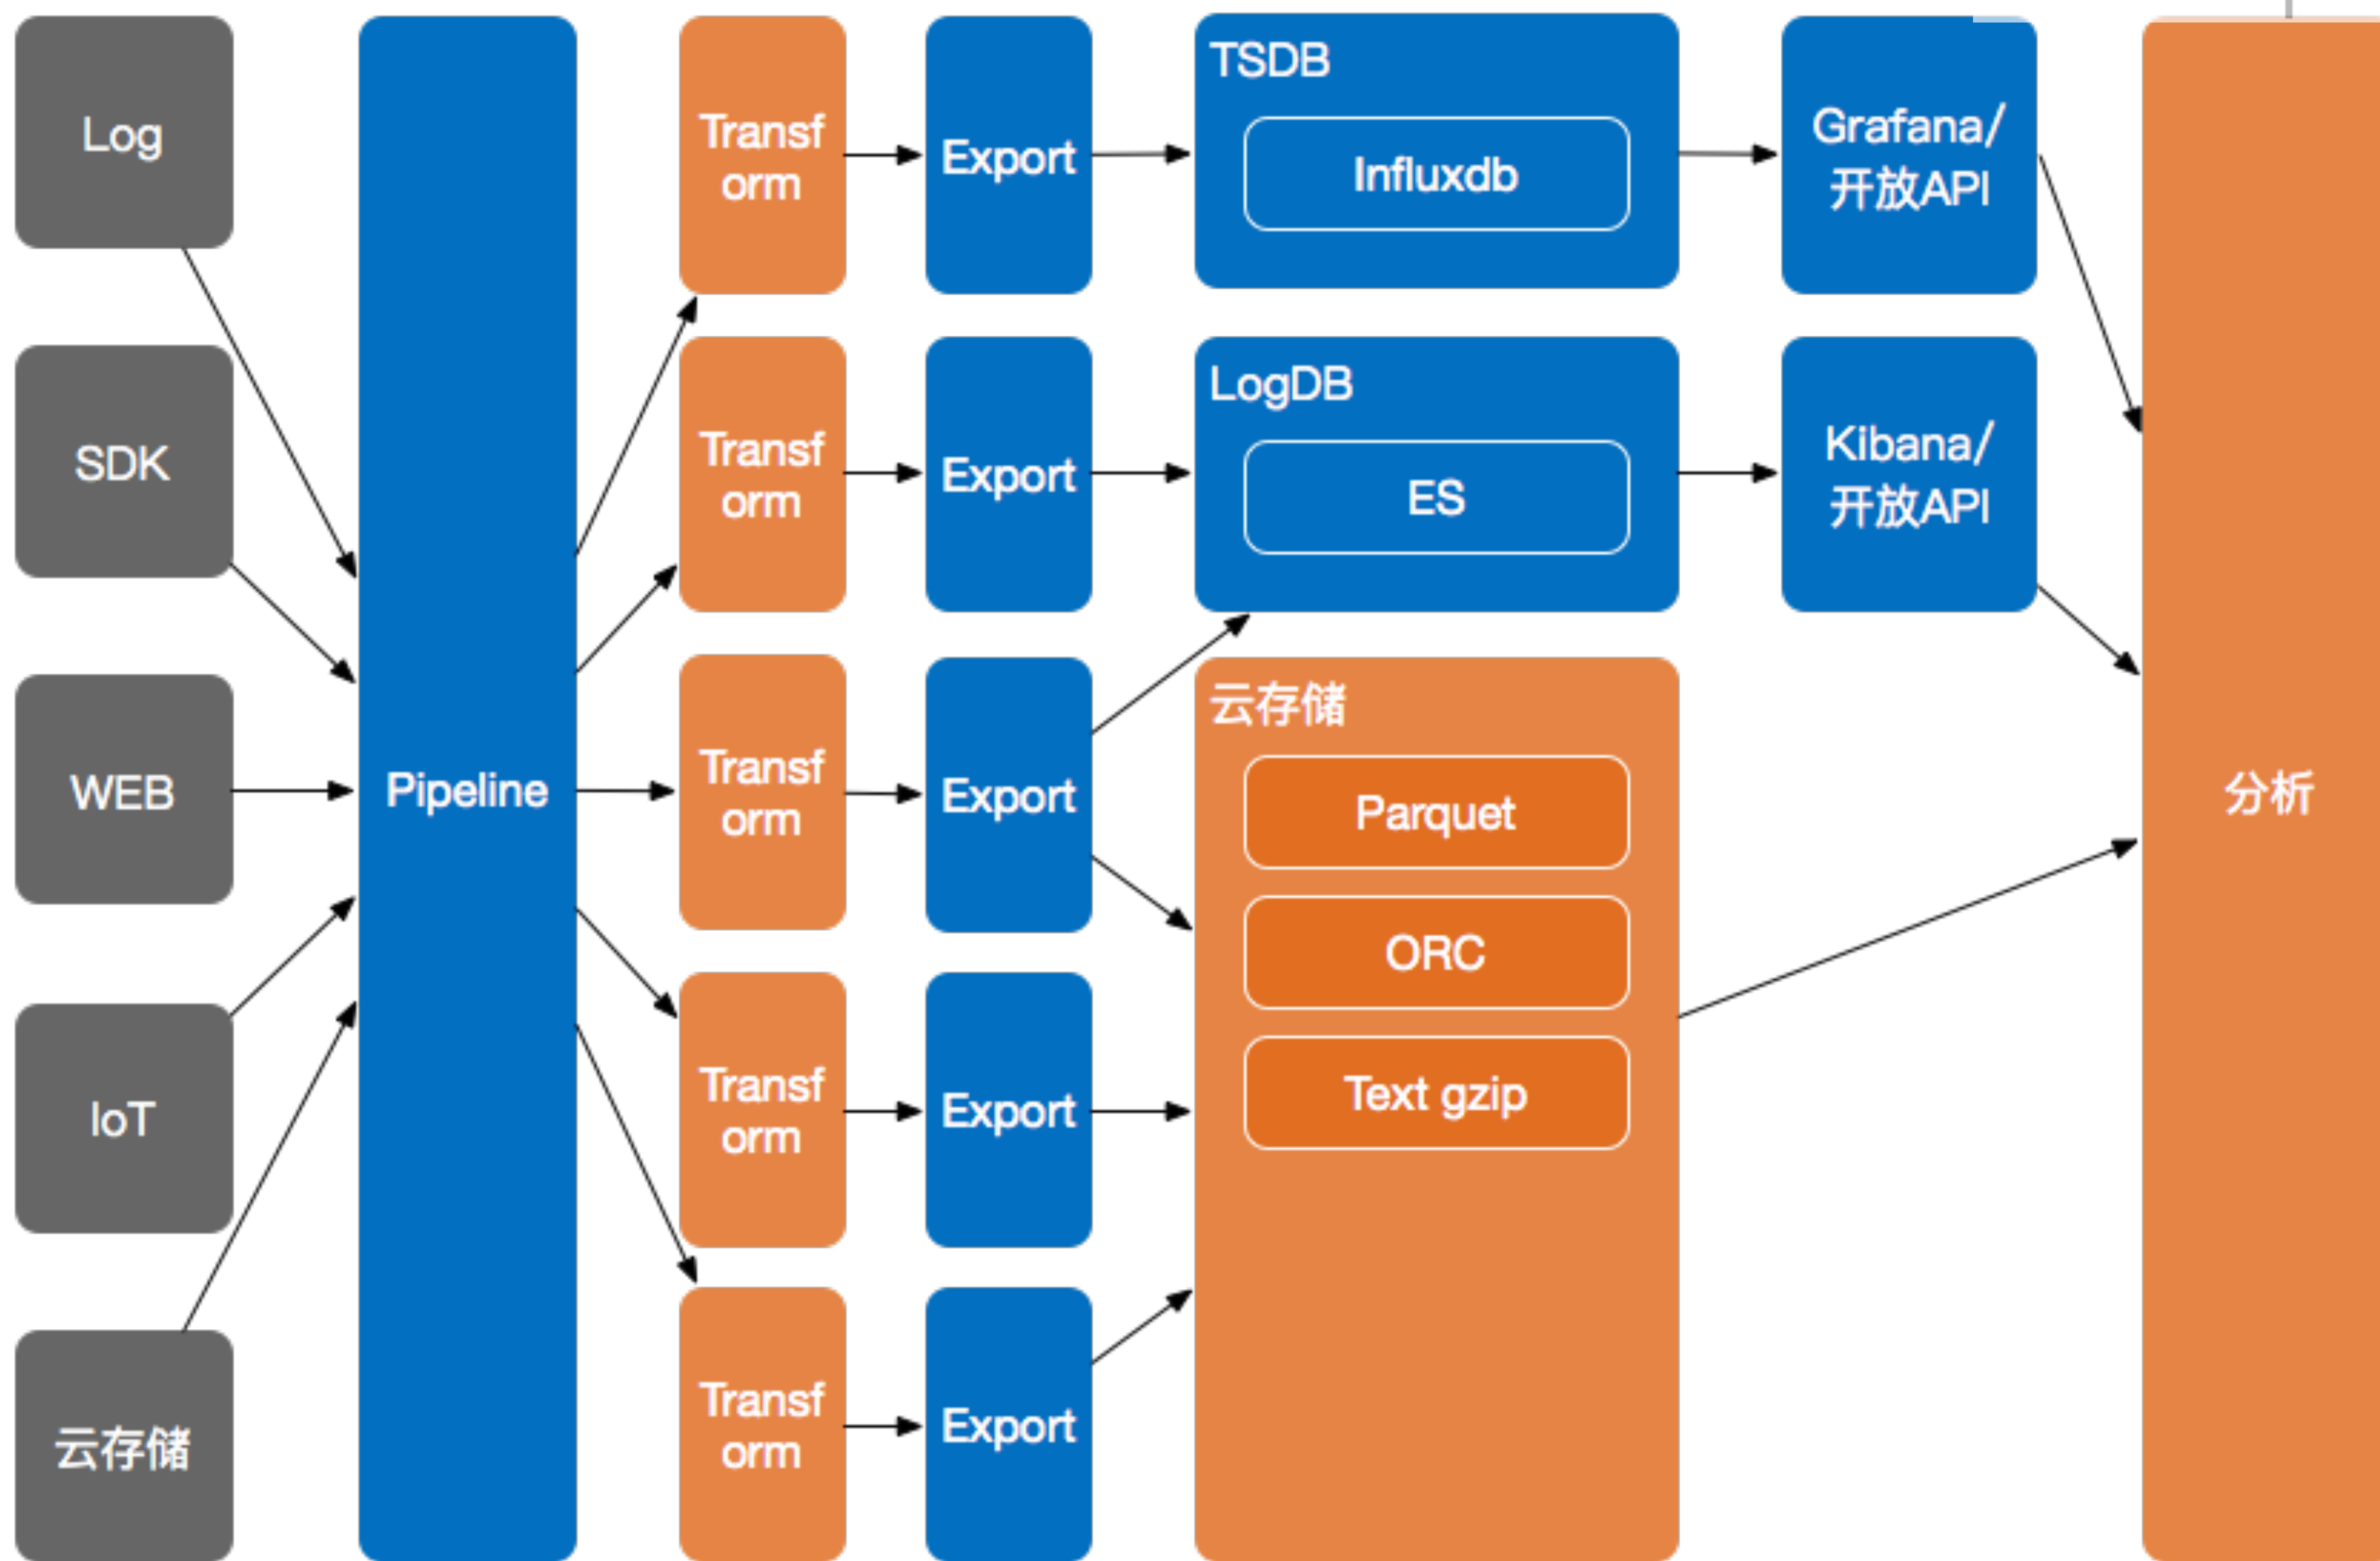 Log
SDK
WEB
IoT
云存储
Pipeline
Transf
orm
Export
TSDB
Influxdb
Grafana/
开放API
Transf
orm
Export
LogDB
ES
Kibana/
开放API
Transf
orm
Export
云存储
Parquet
ORC
Text gzip
Transf
orm
Export
Transf
orm
Export
分析